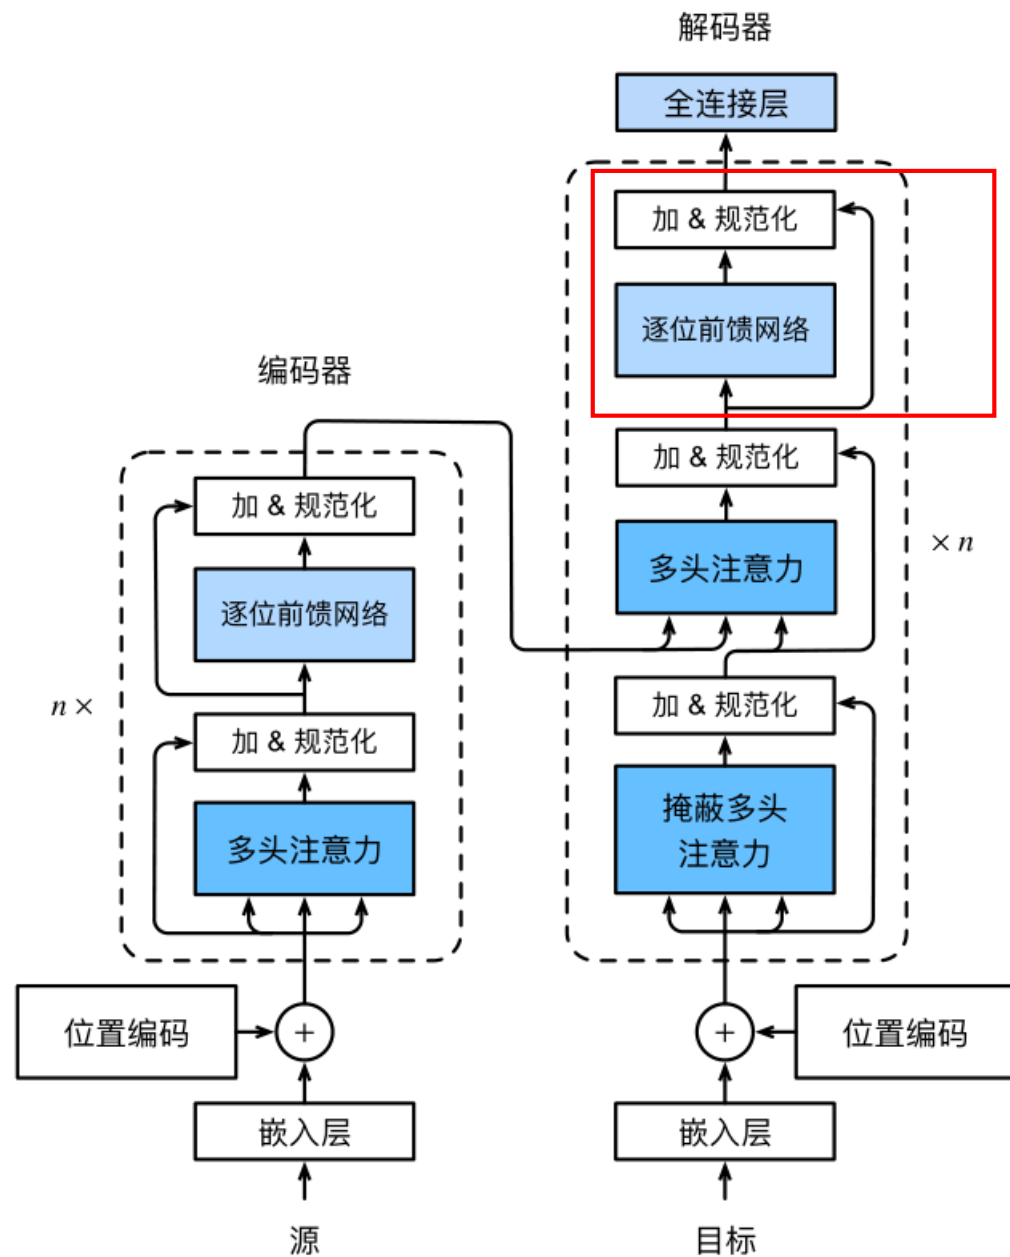 解码器
全连接层
加 & 规范化
逐位前馈网络
加 & 规范化
多头注意力
× n
加 & 规范化
掩蔽多头
注意力
位置编码
+
嵌入层
目标
编码器
加 & 规范化
逐位前馈网络
n ×
加 & 规范化
多头注意力
位置编码
+
嵌入层
源